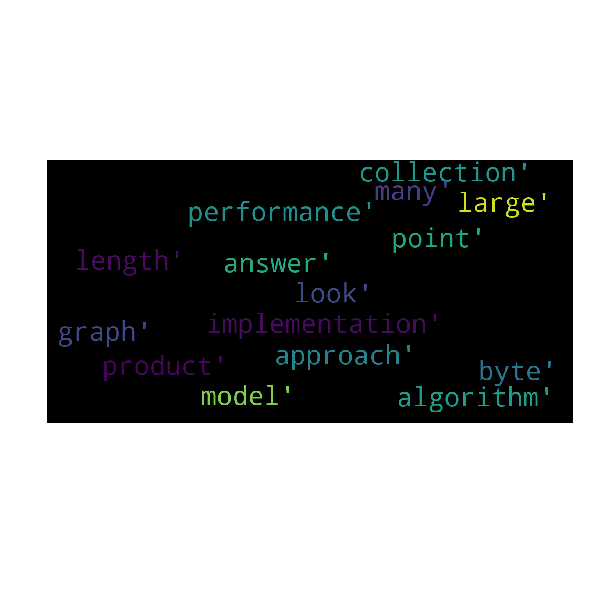 collection'
many'
large'
performance'
point'
length'
answer'
look'
implementation'
graph'
approach'
product'
byte'
model'
algorithm'